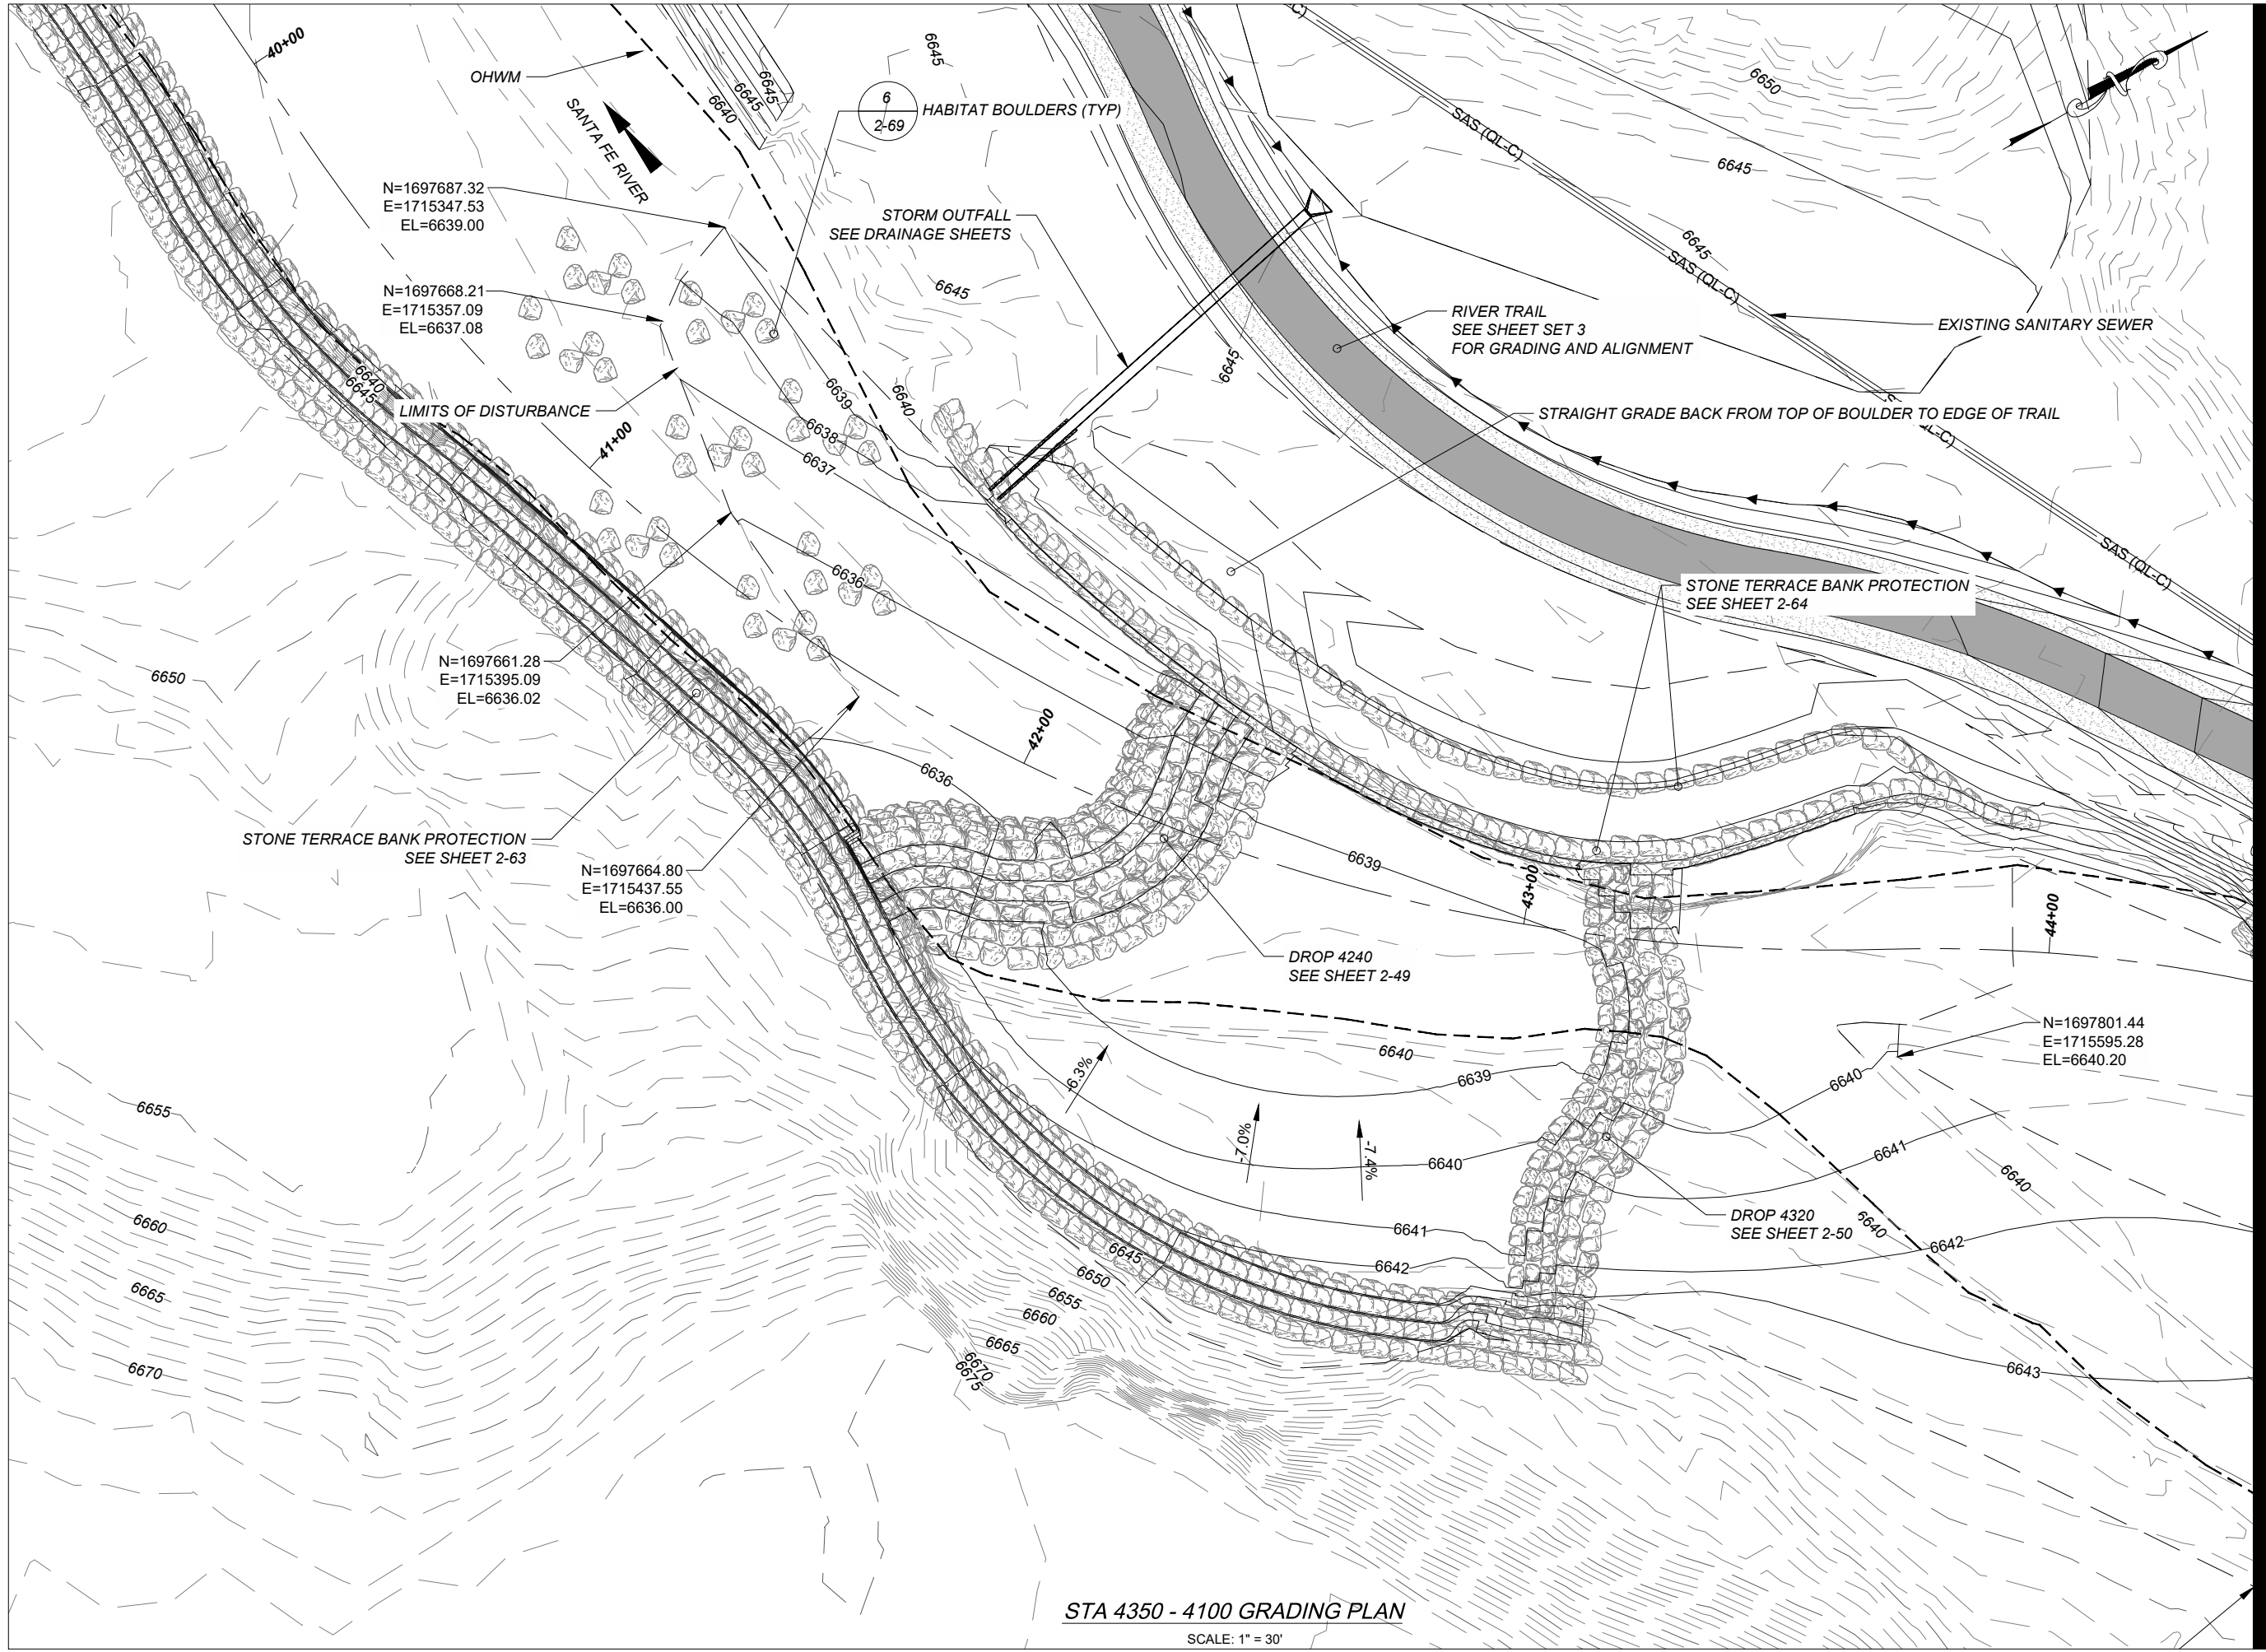 40+00
OHWM
SANTA FE RIVER
6640
6645
6645
6645
6
2-69
HABITAT BOULDERS (TYP)
N=1697687.32
E=1715347.53
EL=6639.00
STORM OUTFALL
SEE DRAINAGE SHEETS
6645
N=1697668.21
E=1715357.09
EL=6637.08
LIMITS OF DISTURBANCE
6640
6645
41+00
6639
6638
6637
6640
6636
6645
SAS (QL-C)
6650
6645
6645
SAS (QL-C)
RIVER TRAIL
SEE SHEET SET 3
FOR GRADING AND ALIGNMENT
EXISTING SANITARY SEWER
STRAIGHT GRADE BACK FROM TOP OF BOULDER TO EDGE OF TRAIL
SAS (QL-C)
STONE TERRACE BANK PROTECTION
SEE SHEET 2-64
6650
N=1697661.28
E=1715395.09
EL=6636.02
42+00
6636
STONE TERRACE BANK PROTECTION
SEE SHEET 2-63
N=1697664.80
E=1715437.55
EL=6636.00
6639
43+00
44+00
DROP 4240
SEE SHEET 2-49
N=1697801.44
E=1715595.28
EL=6640.20
6640
6639
6640
-6.3%
-7.0%
-7.4%
6640
6641
6640
6655
6660
6665
6670
6641
6642
DROP 4320
SEE SHEET 2-50
6640
6642
6643
6645
6650
6655
6660
6665
6670
6675
STA 4350 - 4100 GRADING PLAN
SCALE: 1" = 30'